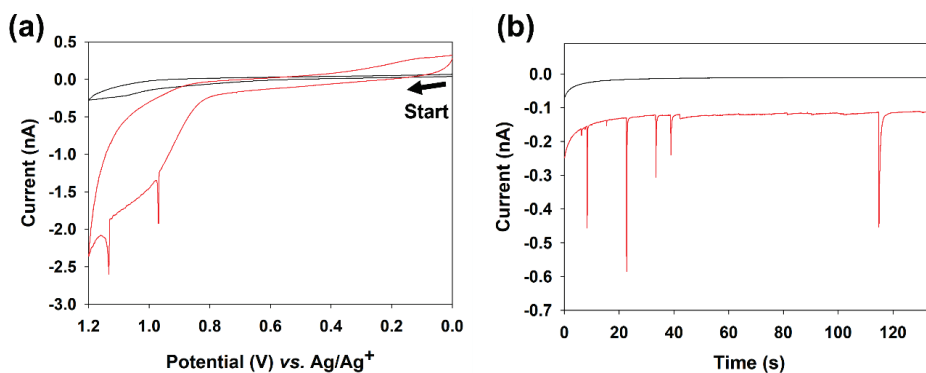 (a)
0.5
0.0
-0.5
-1.0
-1.5
-2.0
-2.5
-3.0
Current (nA)
Start
1.2 1.0 0.8 0.6 0.4 0.2 0.0
Potential (V) vs. Ag/Ag+
(b)
0.0
-0.1
-0.2
-0.3
-0.4
-0.5
-0.6
-0.7
Current (nA)
0 20 40 60 80 100 120
Time (s)